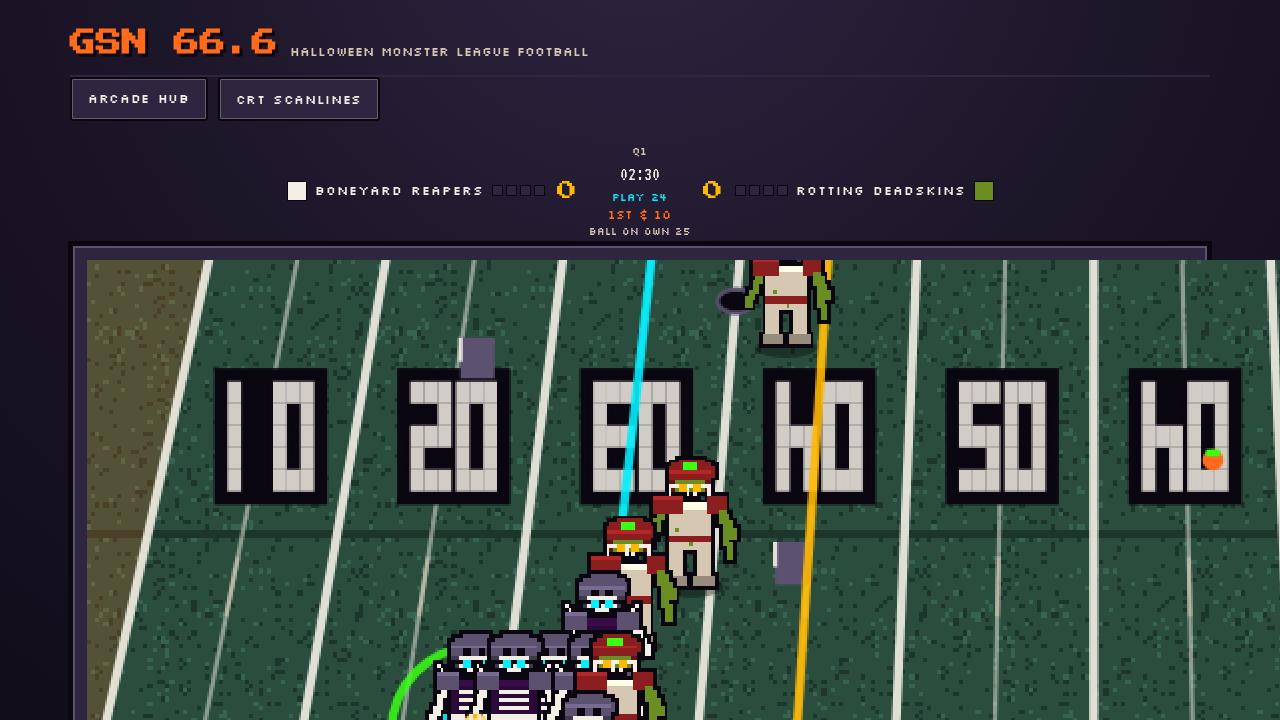 GSN 66.6
HALLOWEEN MONSTER LEAGUE FOOTBALL
ARCADE HUB
CRT SCANLINES
Q1
02:30
BONEYARD REAPERS 0
0 ROTTING DEADSKINS
PLAY 24
1ST & 10
BALL ON OWN 25
10 20 30 40 50 40